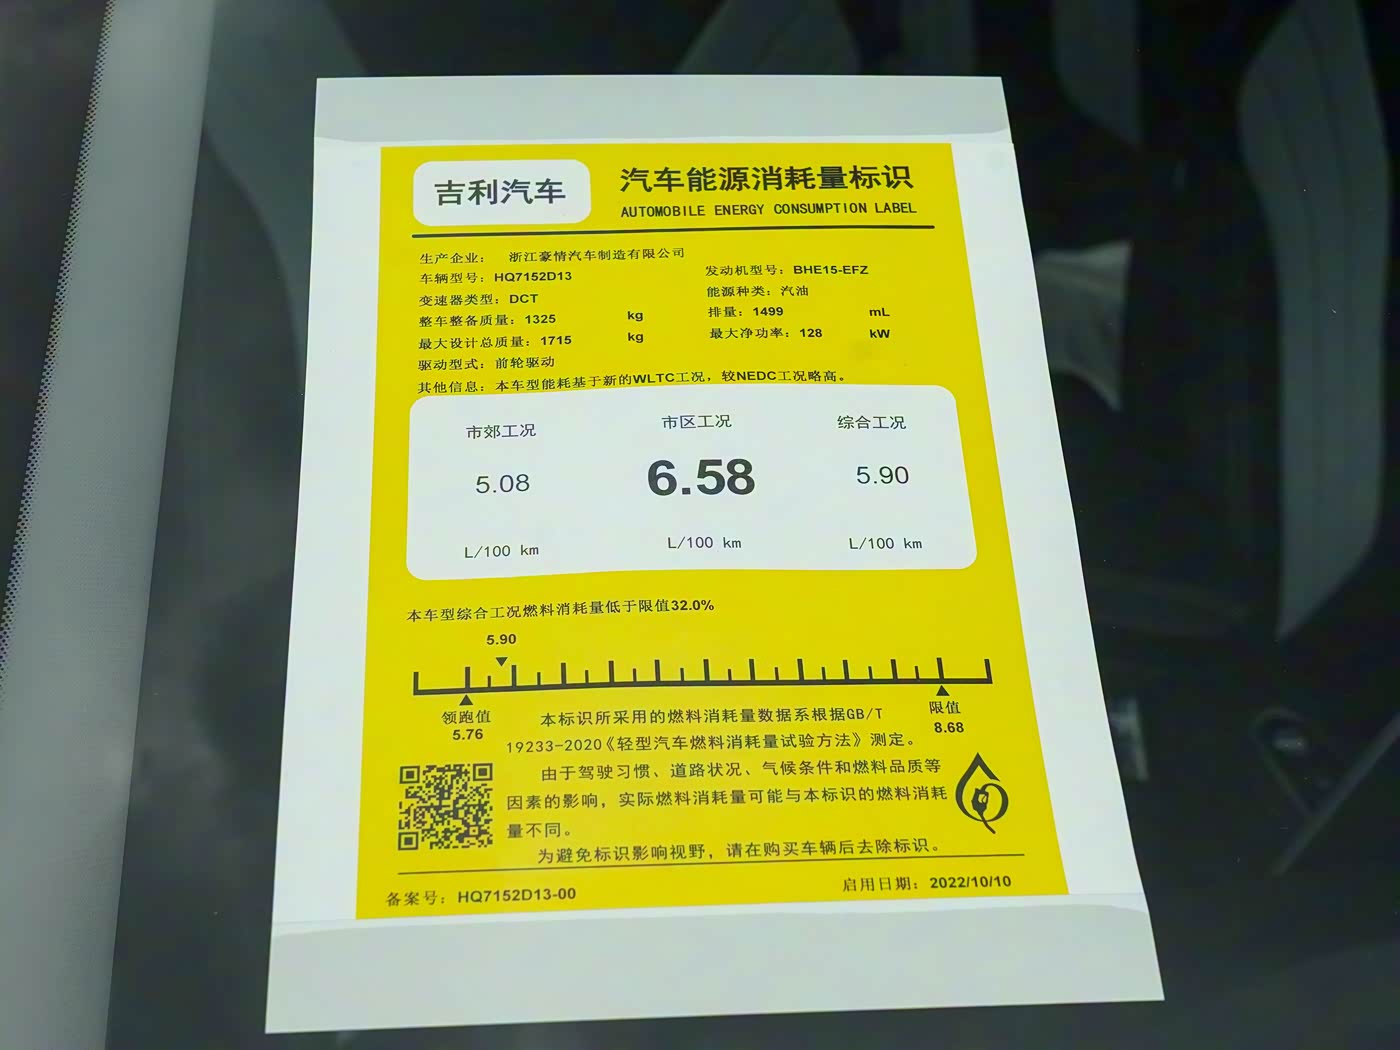 吉利汽车
汽车能源消耗量标识
AUTOMOBILE ENERGY CONSUMPTION LABEL
生产企业： 浙江豪情汽车制造有限公司
车辆型号：HQ7152D13 发动机型号：BHE15-EFZ
变速器类型：DCT 能源种类：汽油
整车整备质量：1325 kg 排量：1499 mL
最大设计总质量：1715 kg 最大净功率：128 kW
驱动型式：前轮驱动
其他信息：本车型能耗基于新的WLTC工况，较NEDC工况略高。
市郊工况 市区工况 综合工况
5.08 6.58 5.90
L/100 km L/100 km L/100 km
本车型综合工况燃料消耗量低于限值32.0%
5.90
领跑值 限值
5.76 8.68
本标识所采用的燃料消耗量数据系根据GB/T
19233-2020《轻型汽车燃料消耗量试验方法》测定。
由于驾驶习惯、道路状况、气候条件和燃料品质等
因素的影响，实际燃料消耗量可能与本标识的燃料消耗
量不同。
为避免标识影响视野，请在购买车辆后去除标识。
备案号：HQ7152D13-00 启用日期：2022/10/10